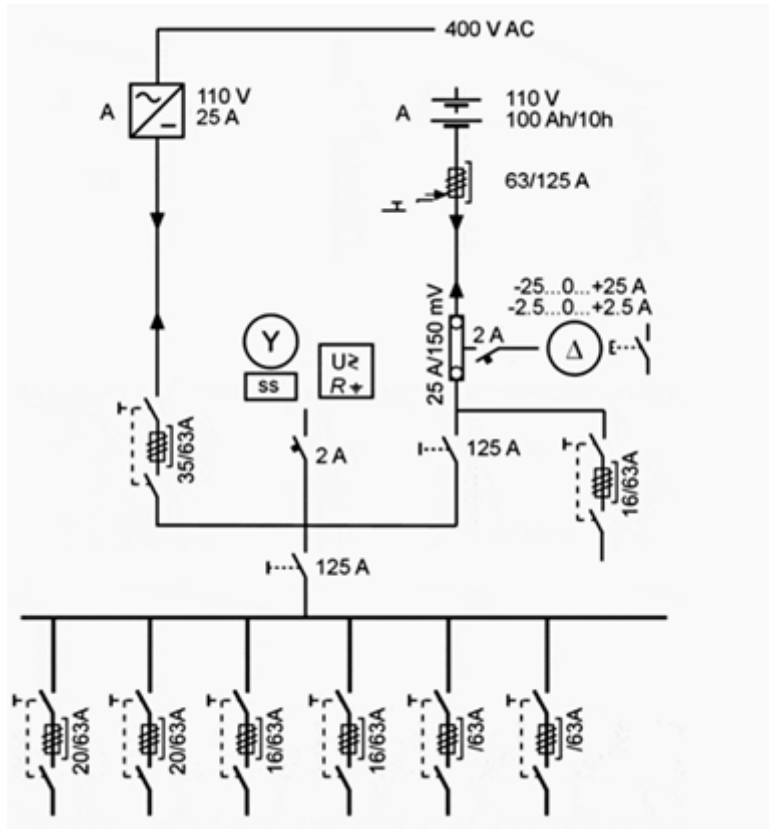 400 V AC
A
110 V
25 A
A
110 V
100 Ah/10h
63/125 A
-25...0...+25 A
-2.5...0...+2.5 A
25 A/150 mV
2 A
Δ
Y
SS
U
R
35/63A
2 A
125 A
16/63A
125 A
20/63A
20/63A
16/63A
16/63A
/63A
/63A